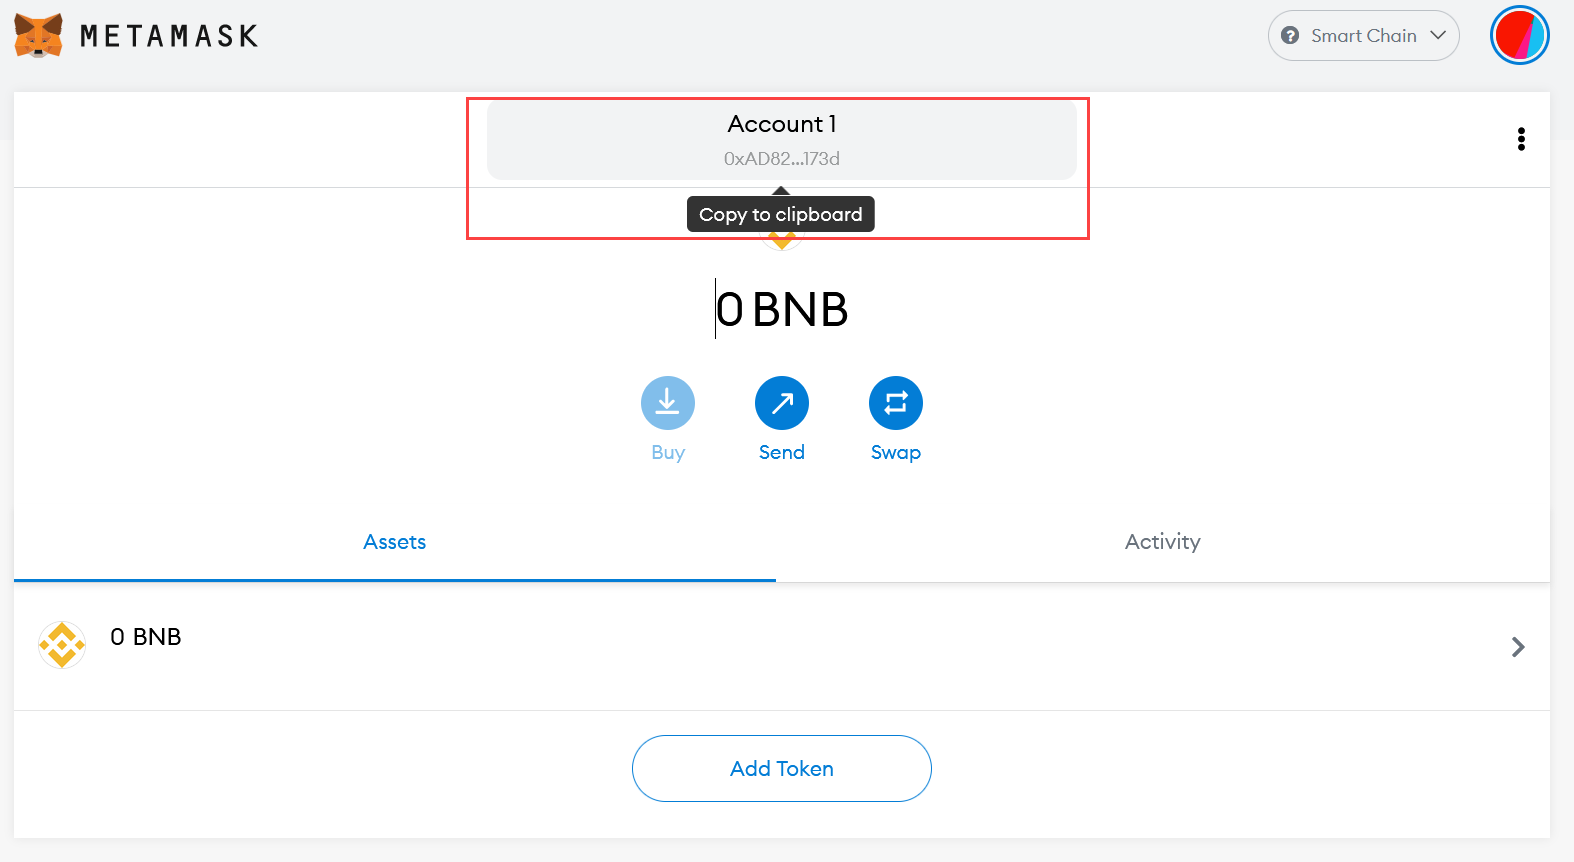 METAMASK
Smart Chain
Account 1
0xAD82...173d
Copy to clipboard
0 BNB
Buy
Send
Swap
Assets
Activity
0 BNB
Add Token